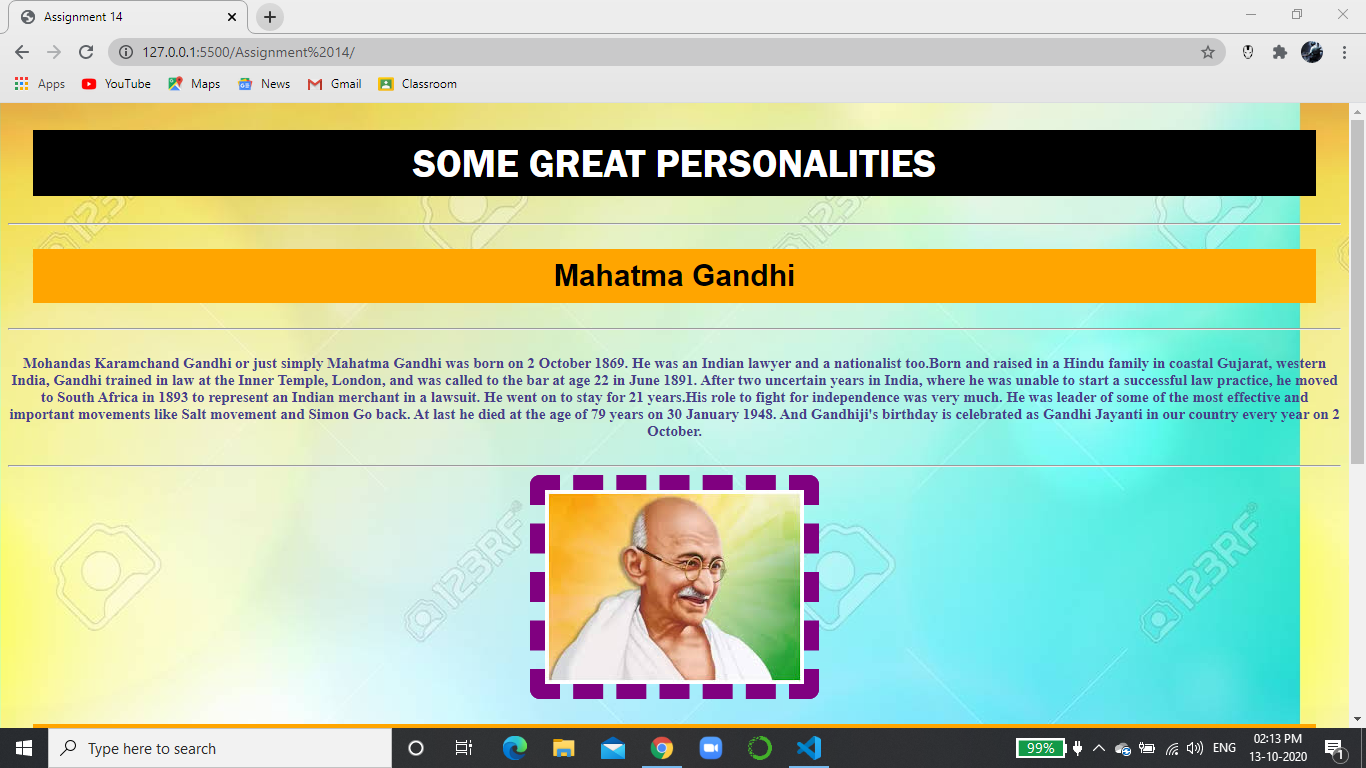 Assignment 14
127.0.0.1:5500/Assignment%2014/
Apps YouTube Maps News Gmail Classroom
SOME GREAT PERSONALITIES
Mahatma Gandhi
Mohandas Karamchand Gandhi or just simply Mahatma Gandhi was born on 2 October 1869. He was an Indian lawyer and a nationalist too.Born and raised in a Hindu family in coastal Gujarat, western
India, Gandhi trained in law at the Inner Temple, London, and was called to the bar at age 22 in June 1891. After two uncertain years in India, where he was unable to start a successful law practice, he moved
to South Africa in 1893 to represent an Indian merchant in a lawsuit. He went on to stay for 21 years.His role to fight for independence was very much. He was leader of some of the most effective and
important movements like Salt movement and Simon Go back. At last he died at the age of 79 years on 30 January 1948. And Gandhiji's birthday is celebrated as Gandhi Jayanti in our country every year on 2
October.
123RF
123RF
123RF
123RF
Type here to search
99%
ENG
02:13 PM
13-10-2020
1